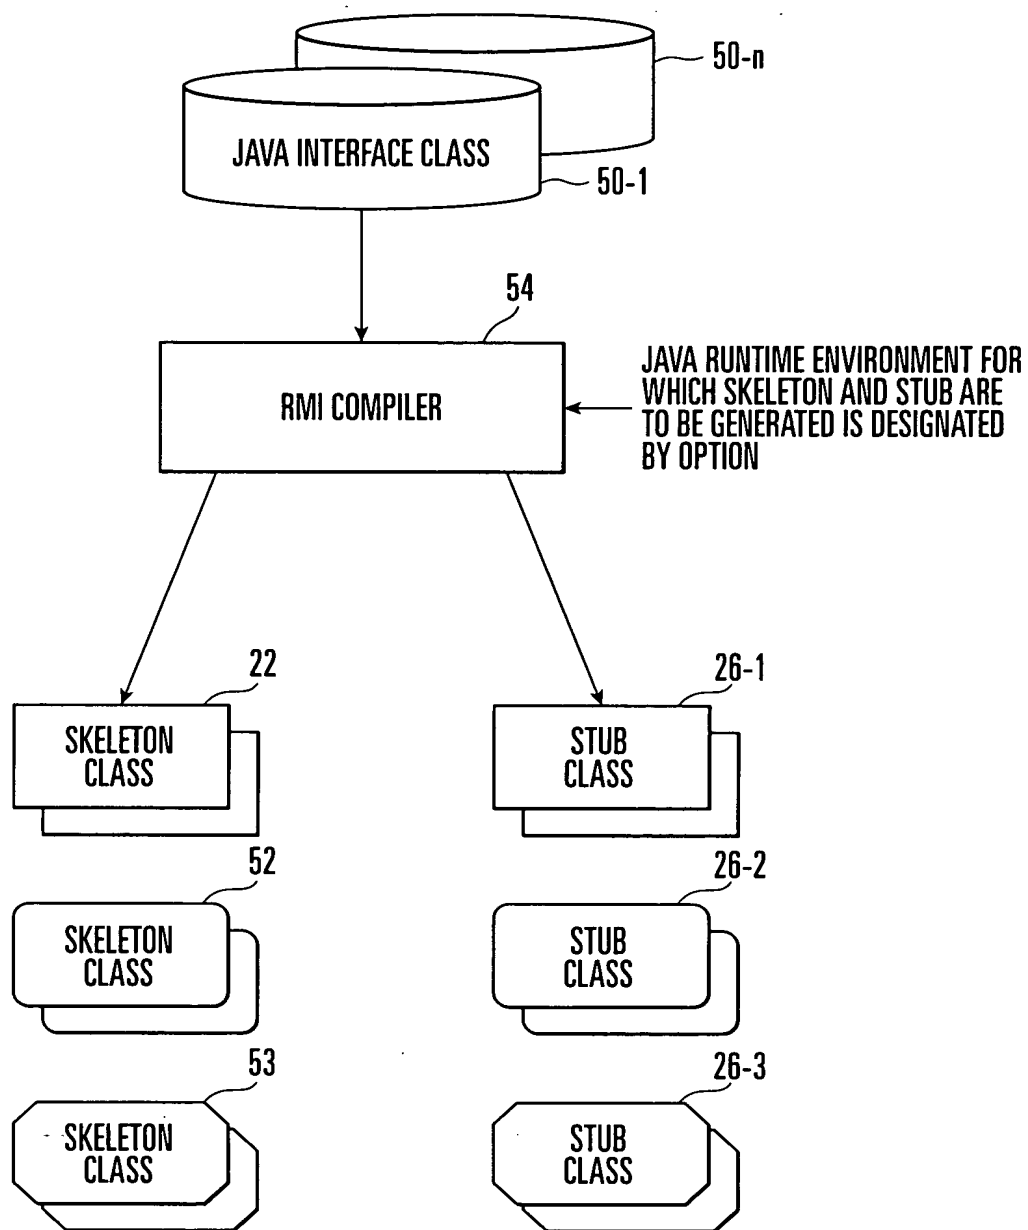 50-n
JAVA INTERFACE CLASS
50-1
54
RMI COMPILER
JAVA RUNTIME ENVIRONMENT FOR
WHICH SKELETON AND STUB ARE
TO BE GENERATED IS DESIGNATED
BY OPTION
22
SKELETON
CLASS
26-1
STUB
CLASS
52
SKELETON
CLASS
26-2
STUB
CLASS
53
SKELETON
CLASS
26-3
STUB
CLASS